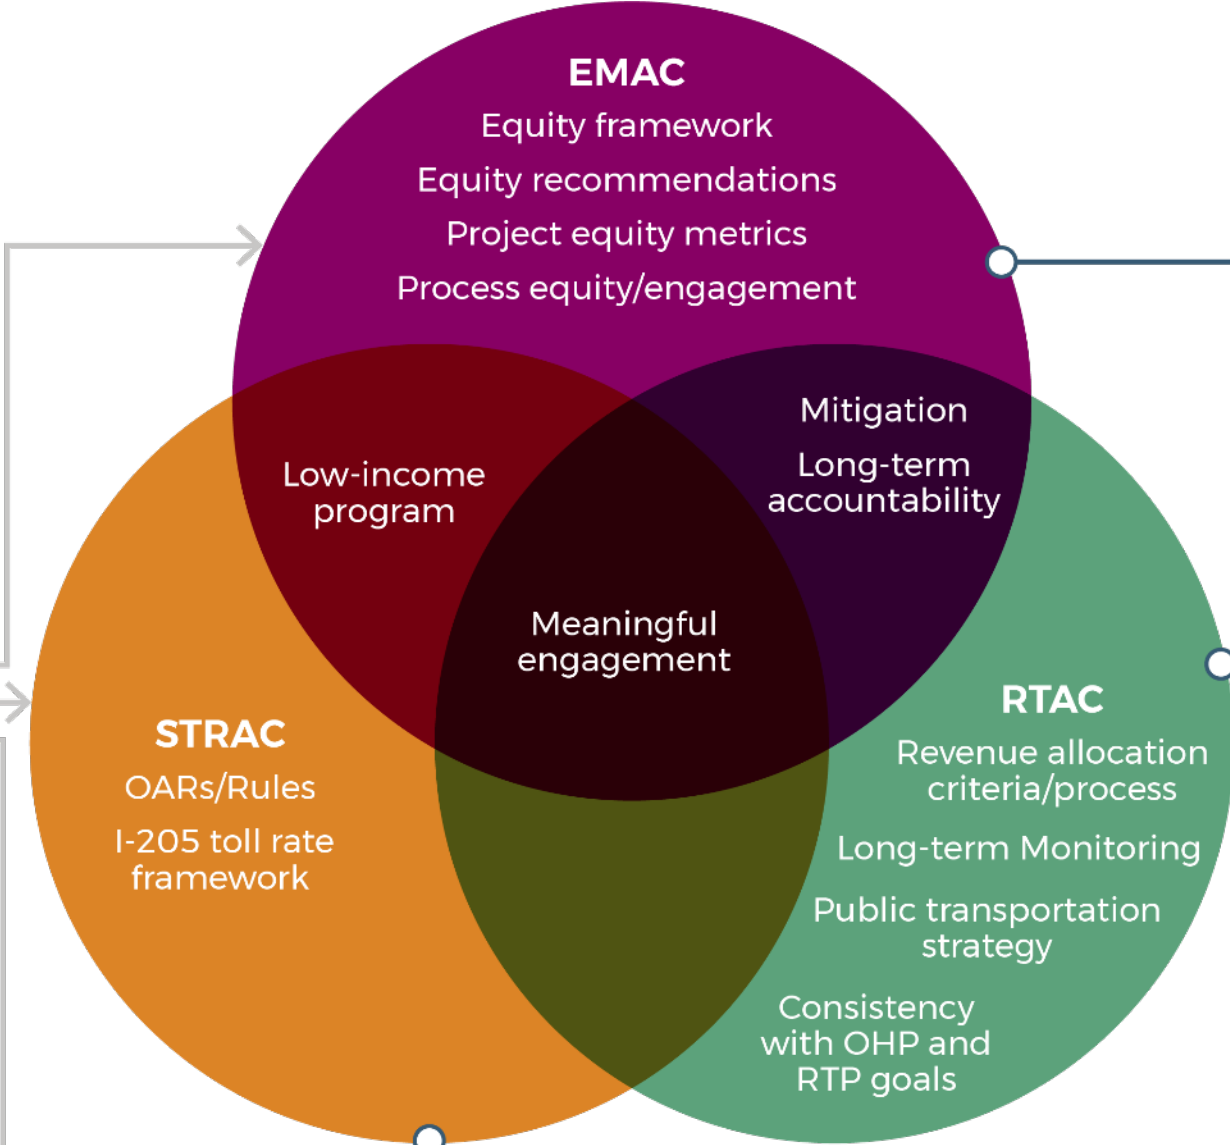 EMAC
Equity framework
Equity recommendations
Project equity metrics
Process equity/engagement
Mitigation
Long-term
accountability
Low-income
program
Meaningful
engagement
STRAC
OARs/Rules
I-205 toll rate
framework
RTAC
Revenue allocation
criteria/process
Long-term Monitoring
Public transportation
strategy
Consistency
with OHP and
RTP goals